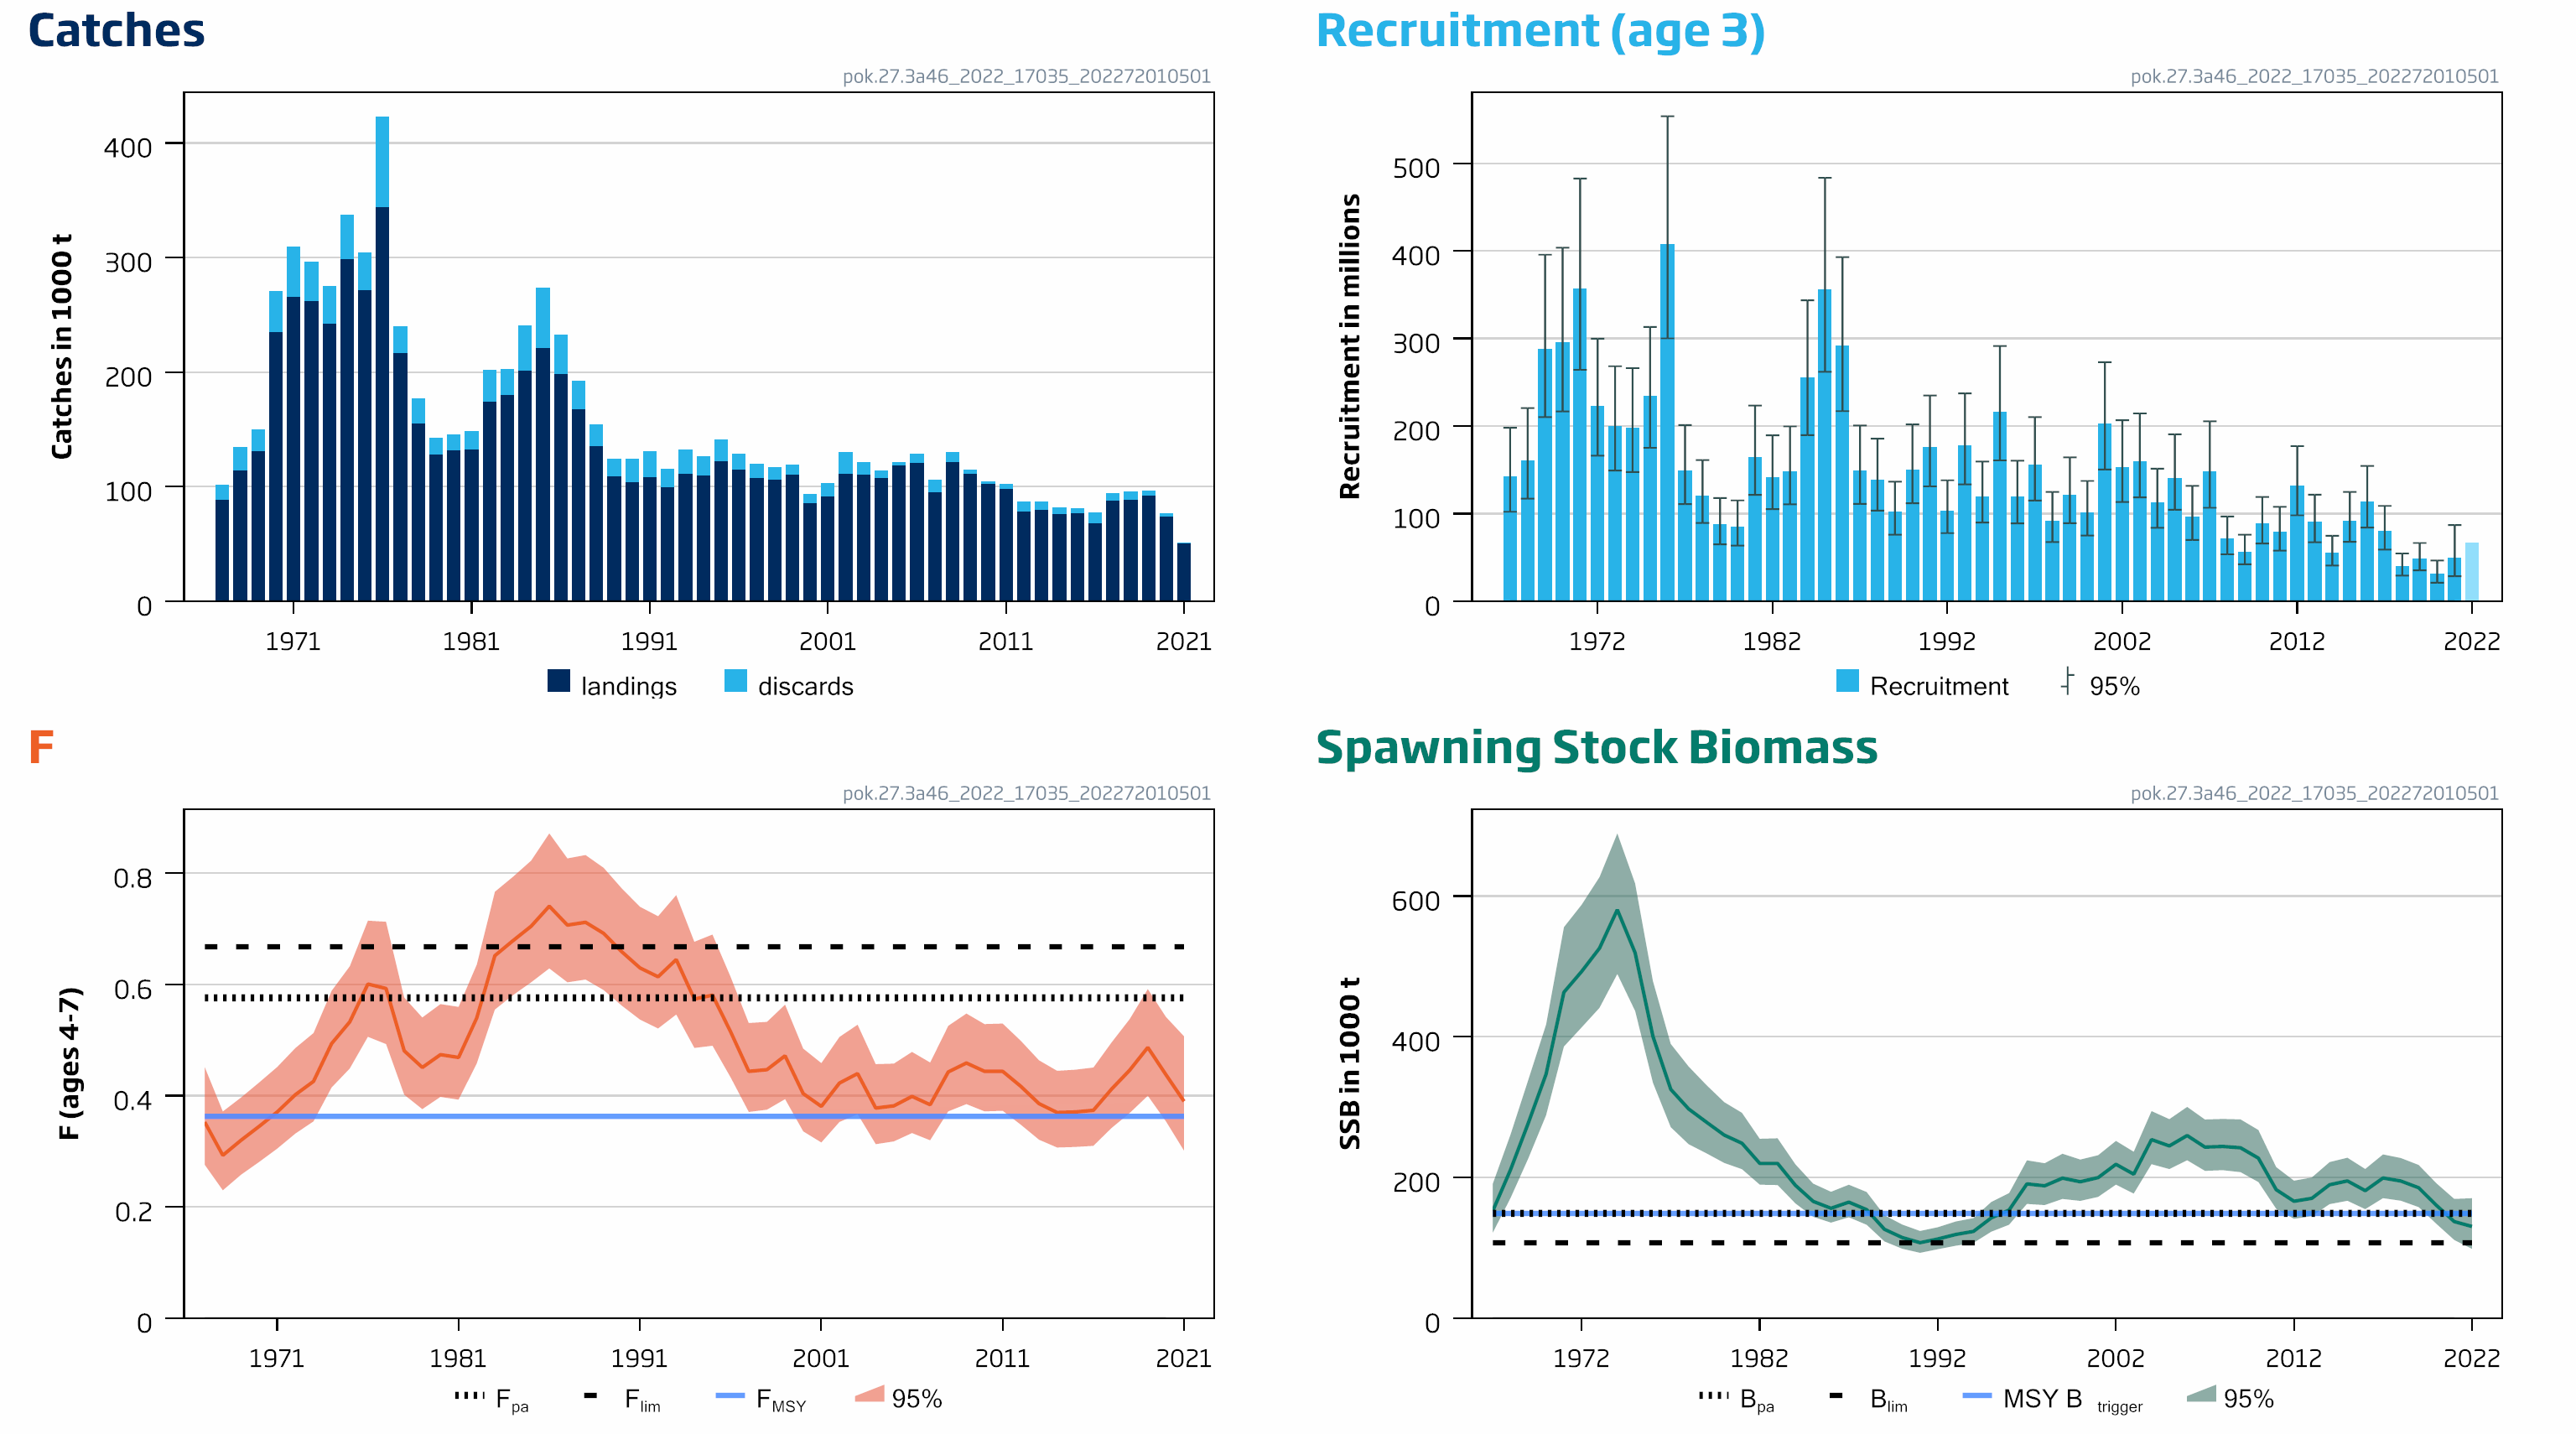 Catches
pok.27.3a46_2022_17035_202272010501
Catches in 1000 t
400
300
200
100
0
1971 1981 1991 2001 2011 2021
landings discards
Recruitment (age 3)
pok.27.3a46_2022_17035_202272010501
Recruitment in millions
500
400
300
200
100
0
1972 1982 1992 2002 2012 2022
Recruitment 95%
F
pok.27.3a46_2022_17035_202272010501
F (ages 4-7)
0.8
0.6
0.4
0.2
0
1971 1981 1991 2001 2011 2021
Fpa Flim FMSY 95%
Spawning Stock Biomass
pok.27.3a46_2022_17035_202272010501
SSB in 1000 t
600
400
200
0
1972 1982 1992 2002 2012 2022
Bpa Blim MSY B trigger 95%